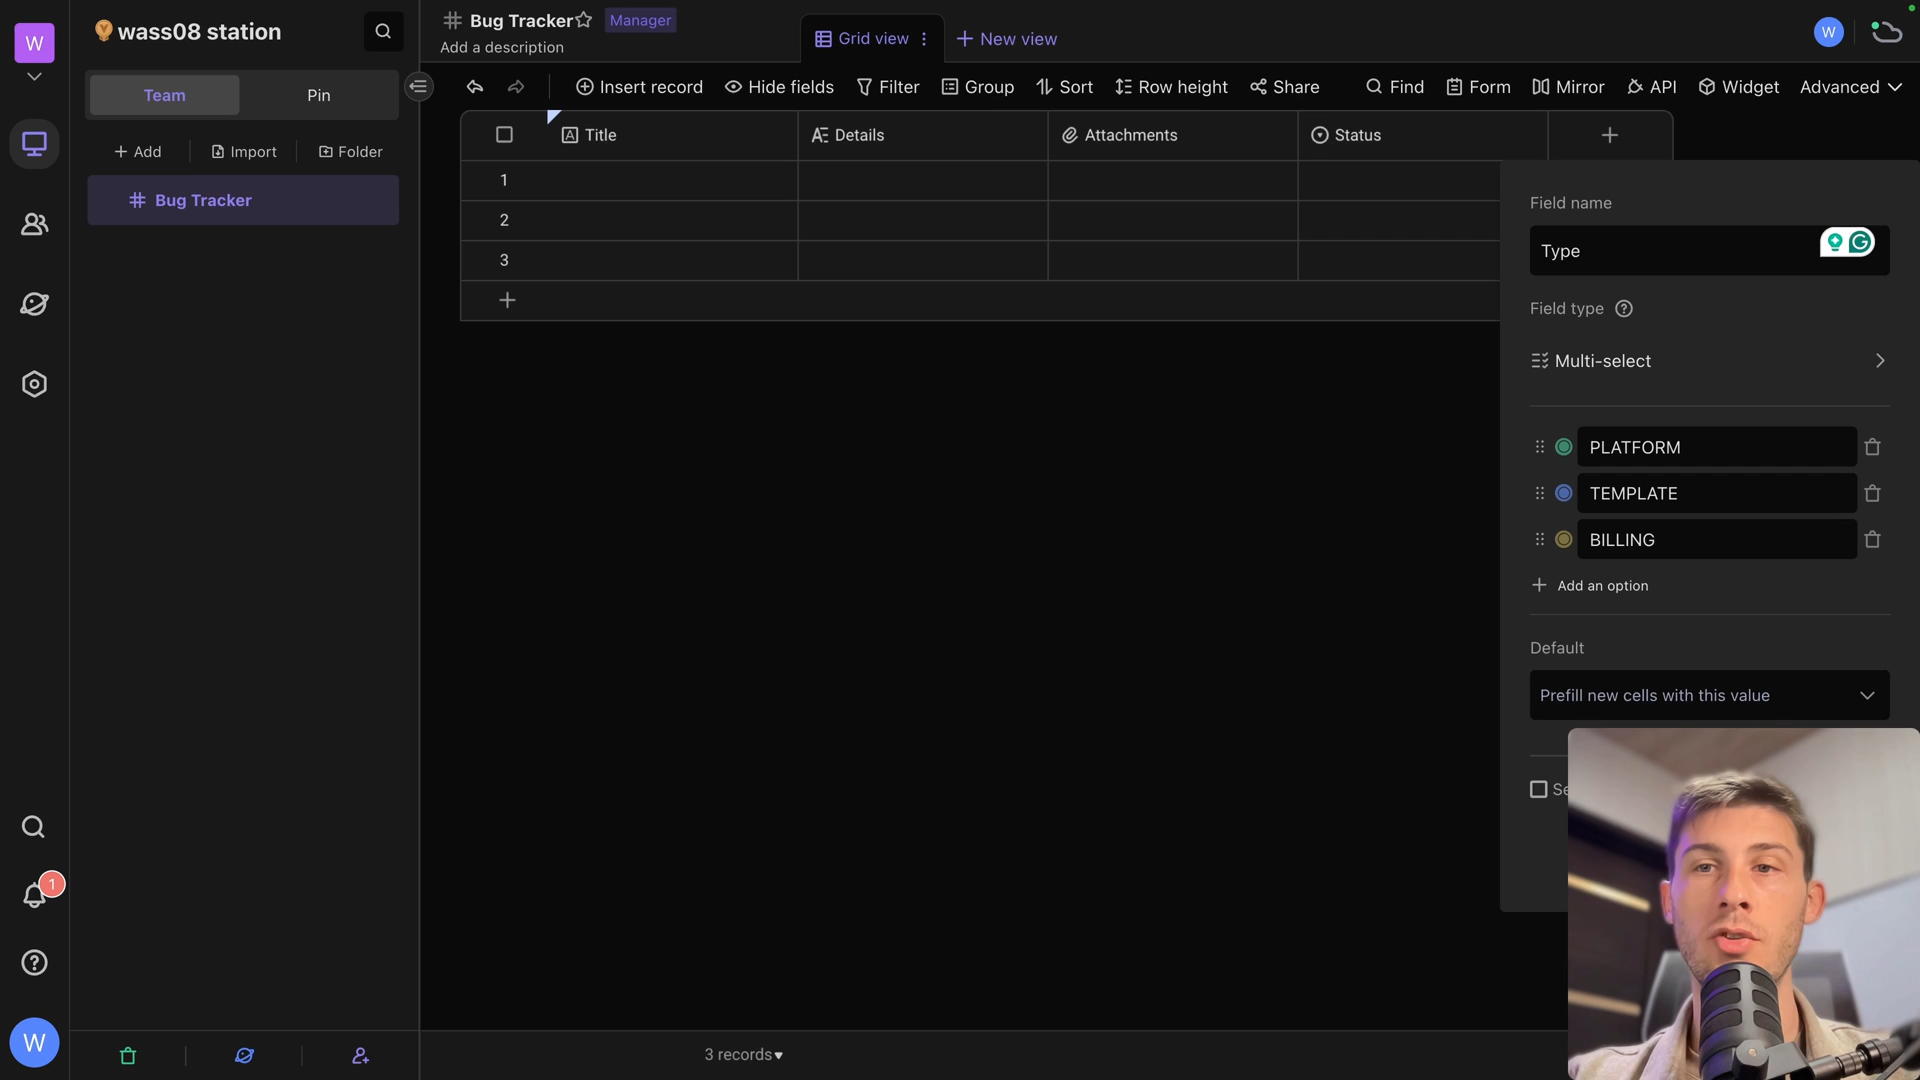 W
wass08 station
Team
Pin
Add
Import
Folder
Bug Tracker
1
W
Bug Tracker
Manager
Add a description
Grid view
New view
W
Insert record
Hide fields
Filter
Group
Sort
Row height
Share
Find
Form
Mirror
API
Widget
Advanced
Title
Details
Attachments
Status
1
2
3
Field name
Type
Field type
Multi-select
PLATFORM
TEMPLATE
BILLING
Add an option
Default
Prefill new cells with this value
3 records